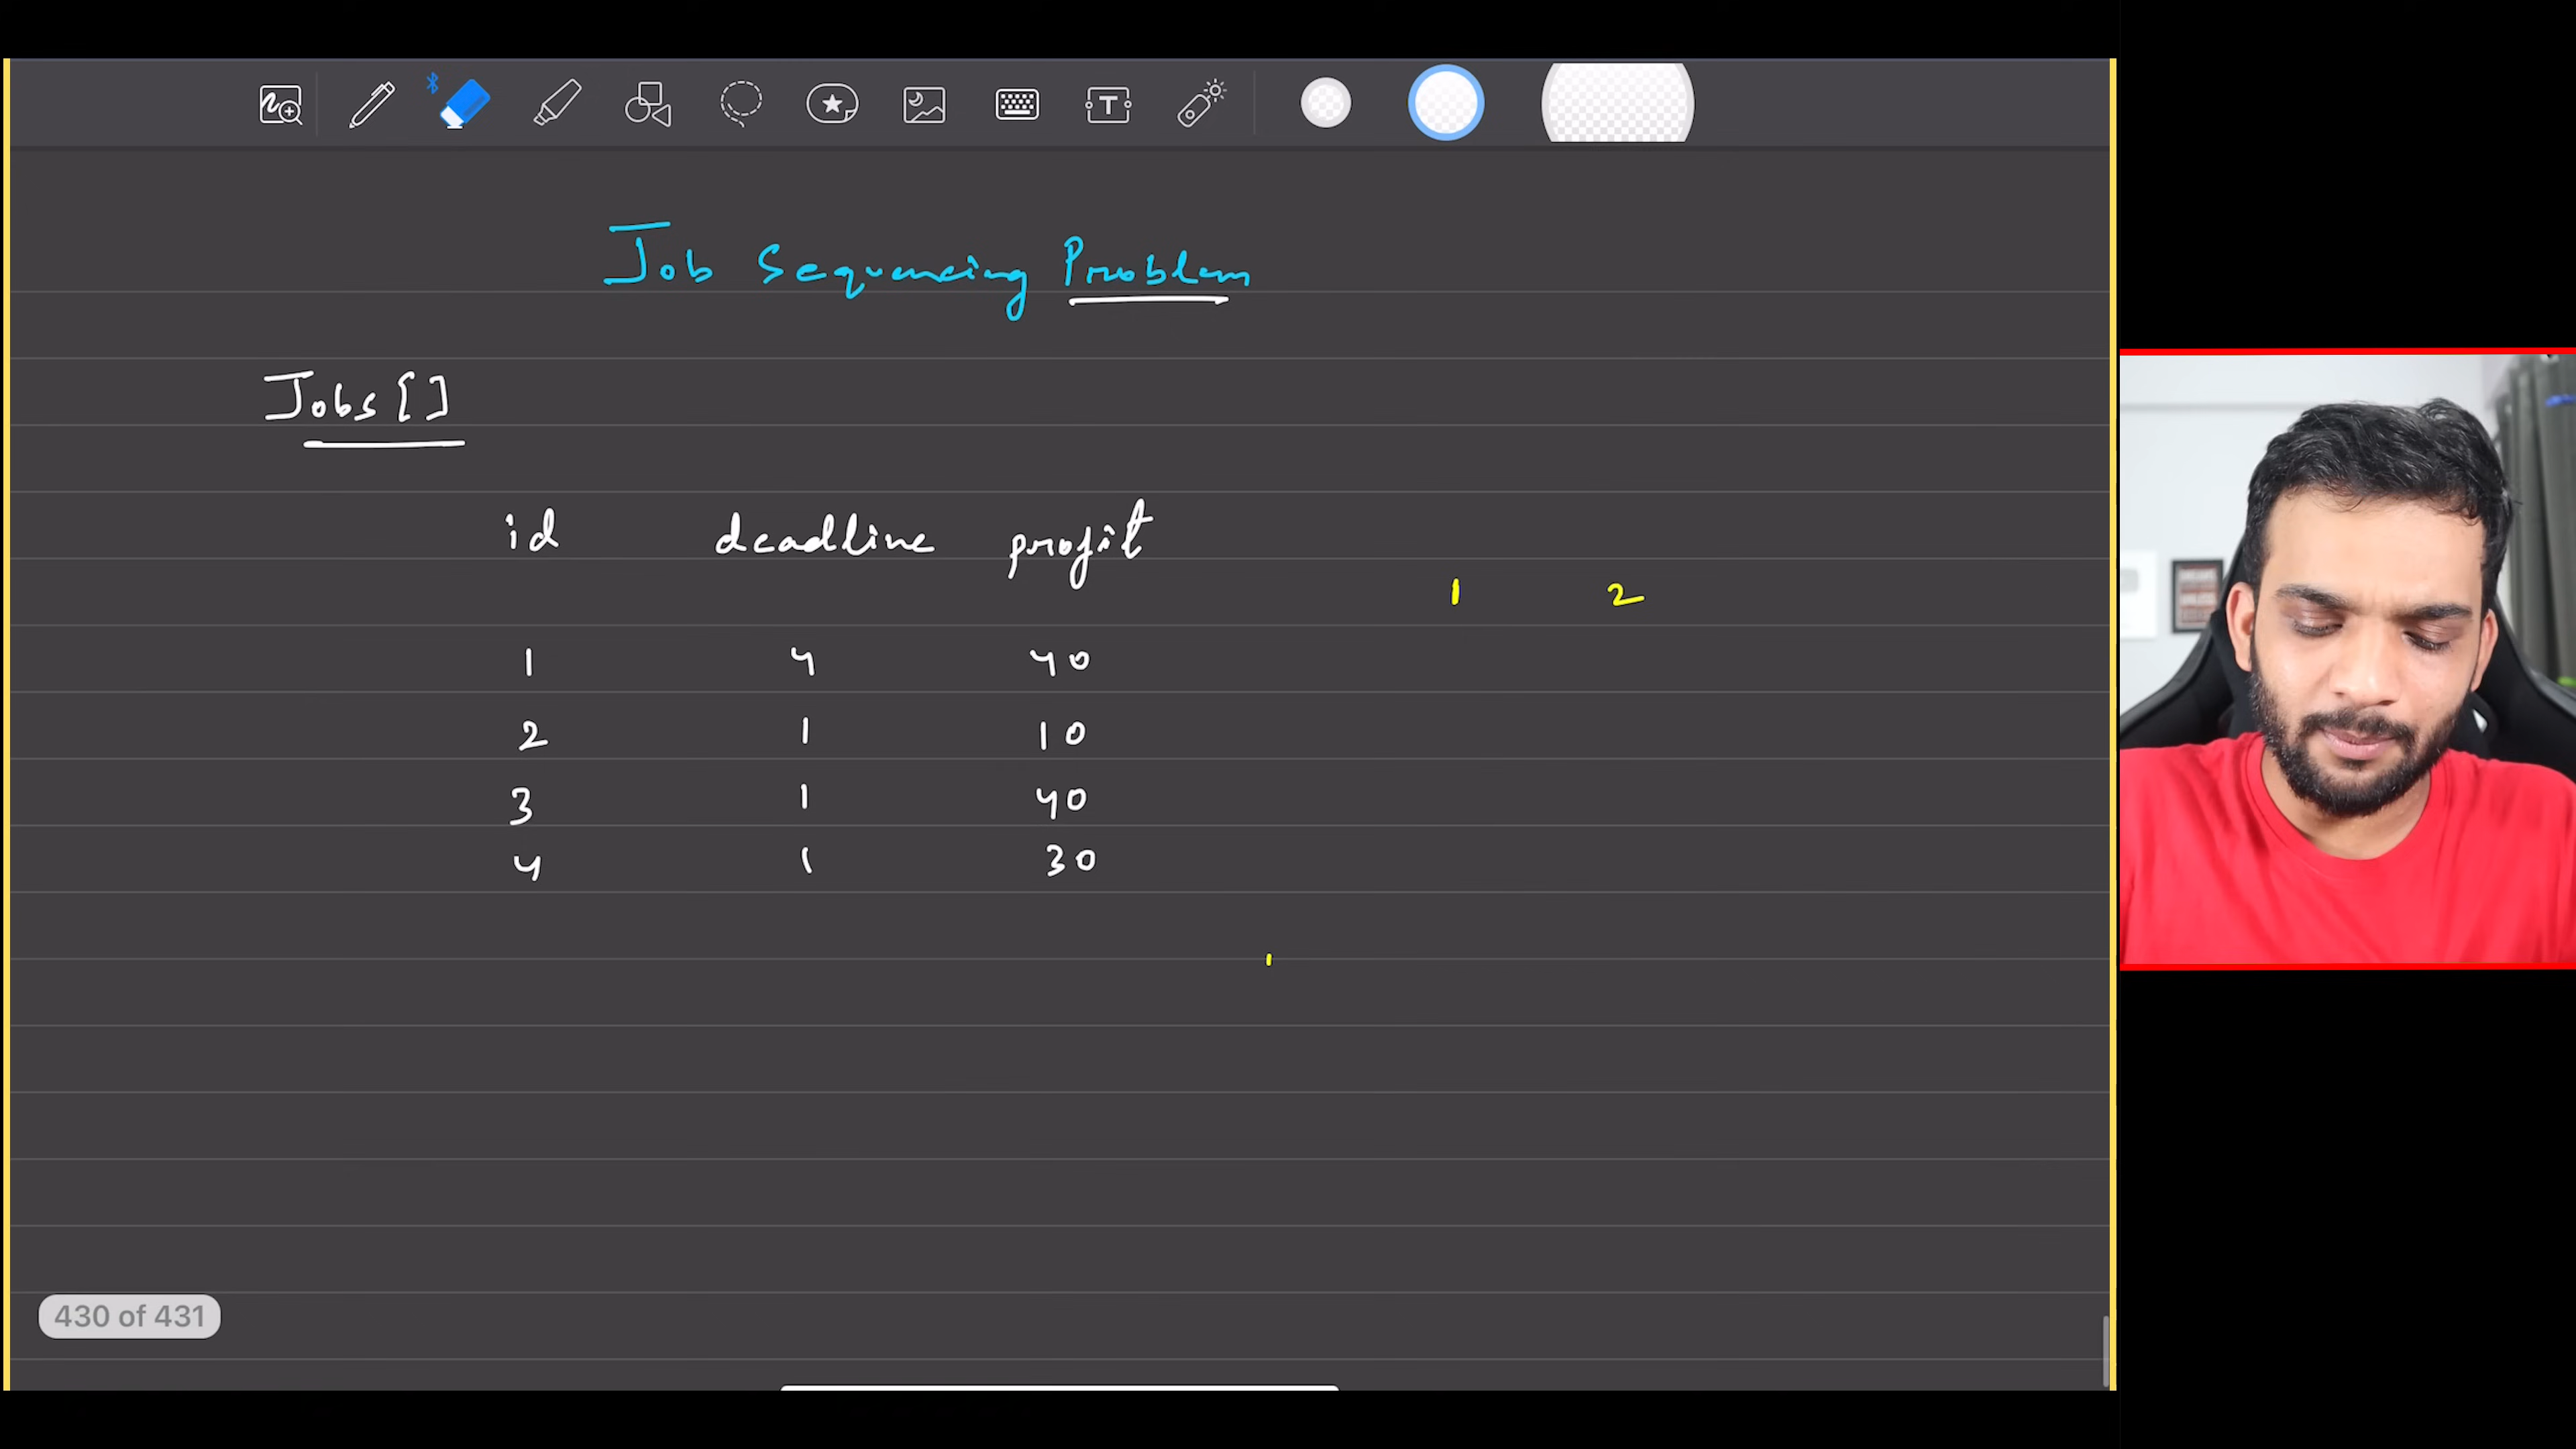 Job Sequencing Problem
Jobs[]
id deadline profit
1 2
1 4 40
2 1 10
3 1 40
4 1 30
430 of 431